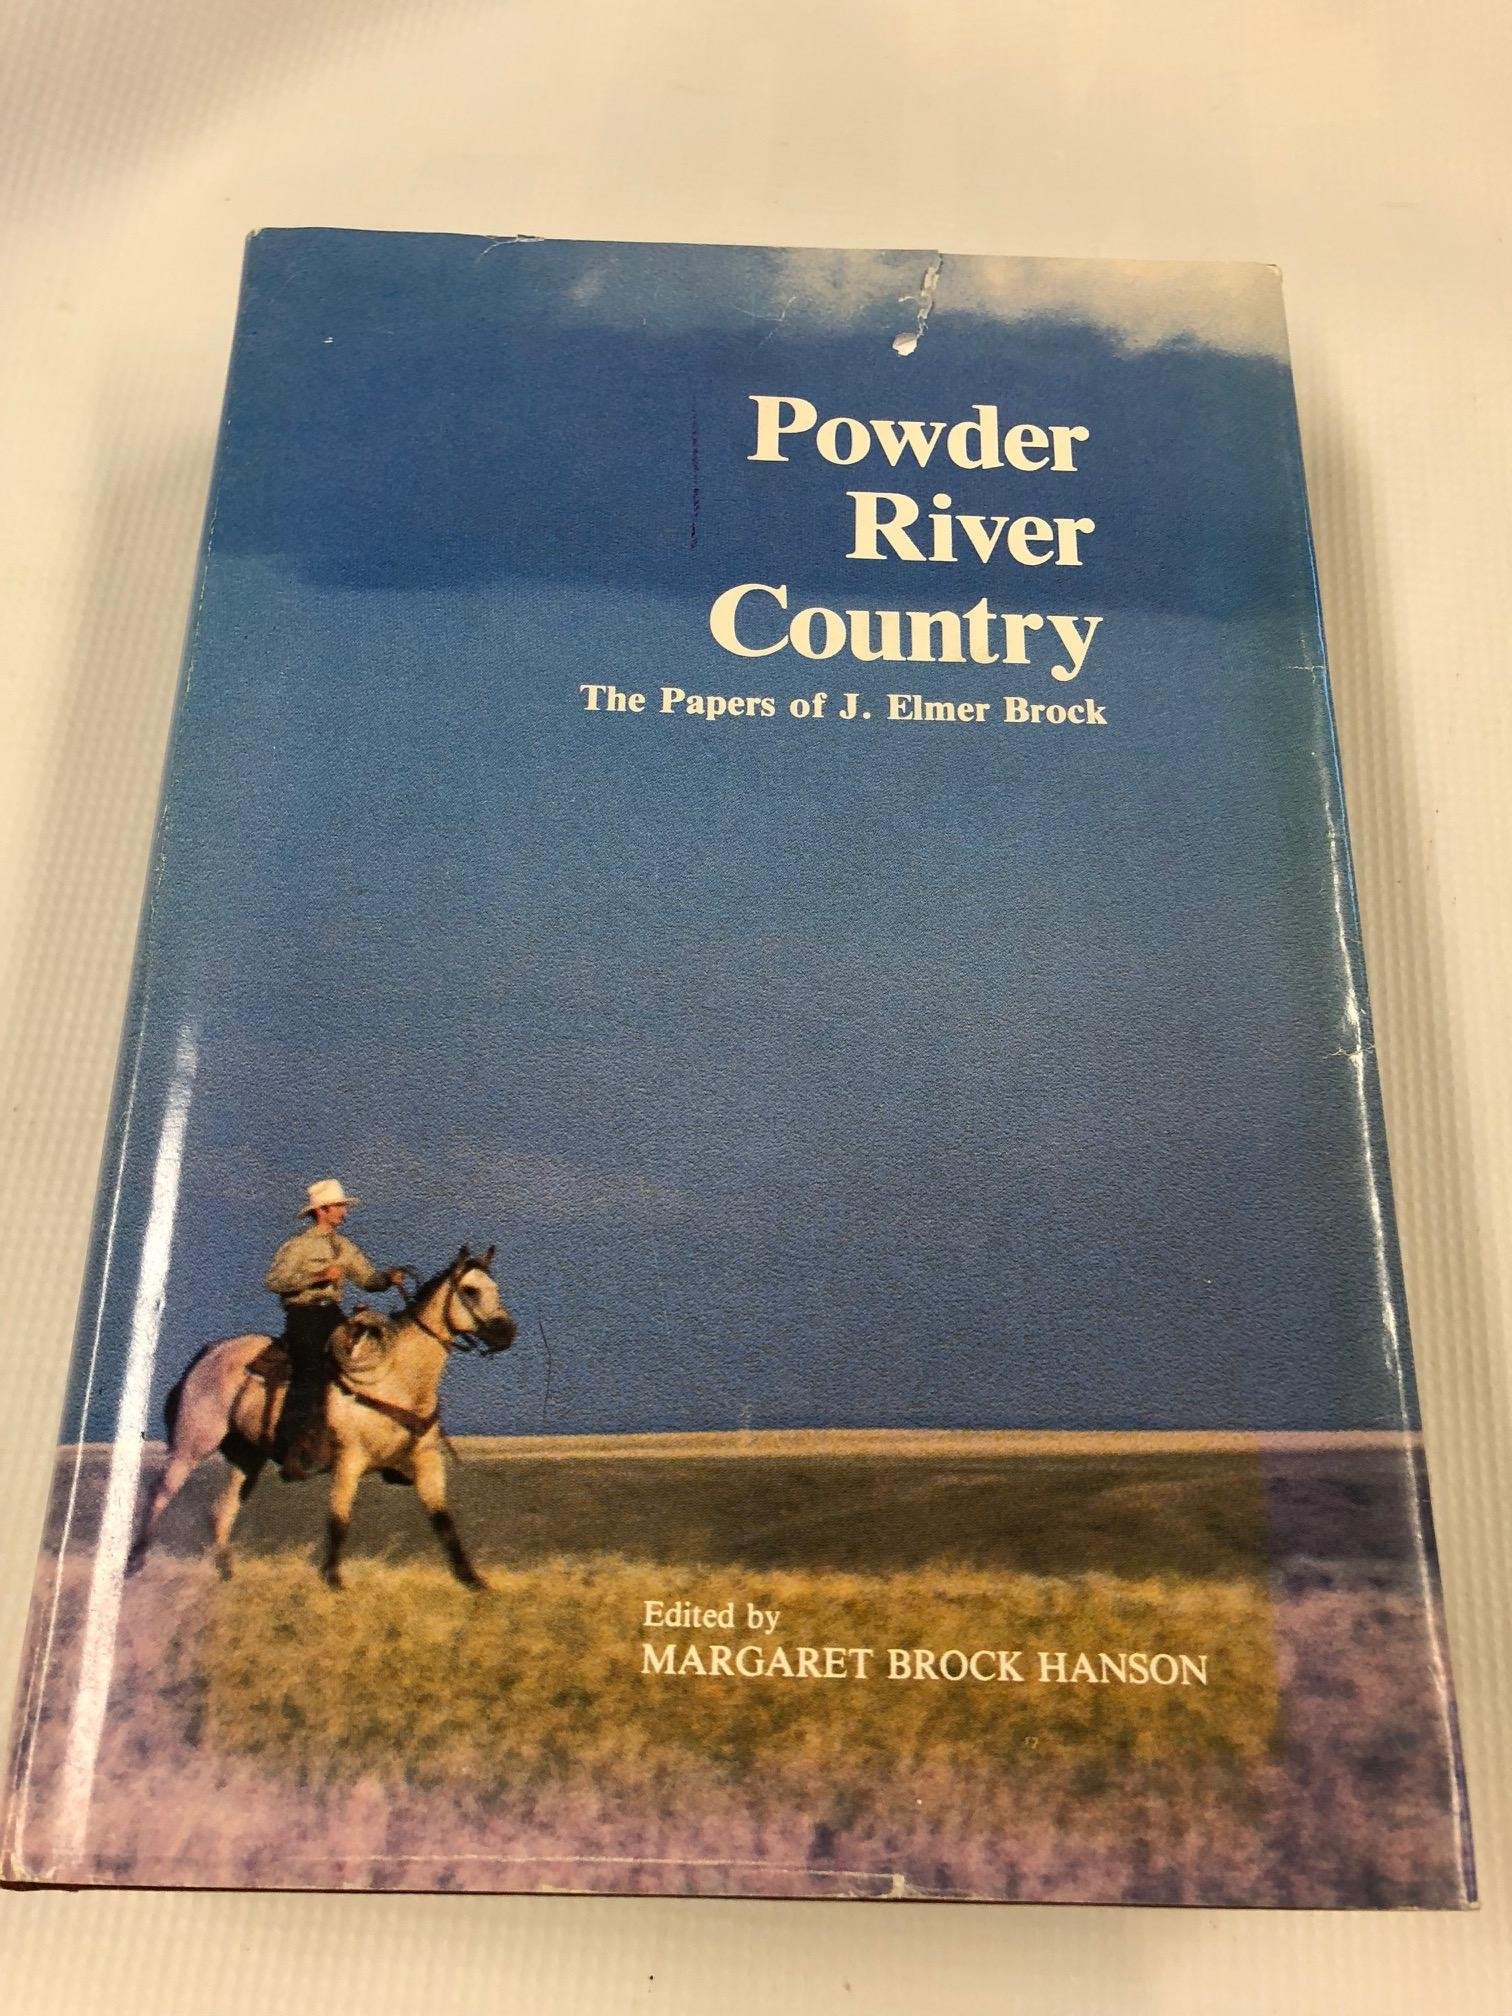 Powder
River
Country
The Papers of J. Elmer Brock
Edited by
MARGARET BROCK HANSON